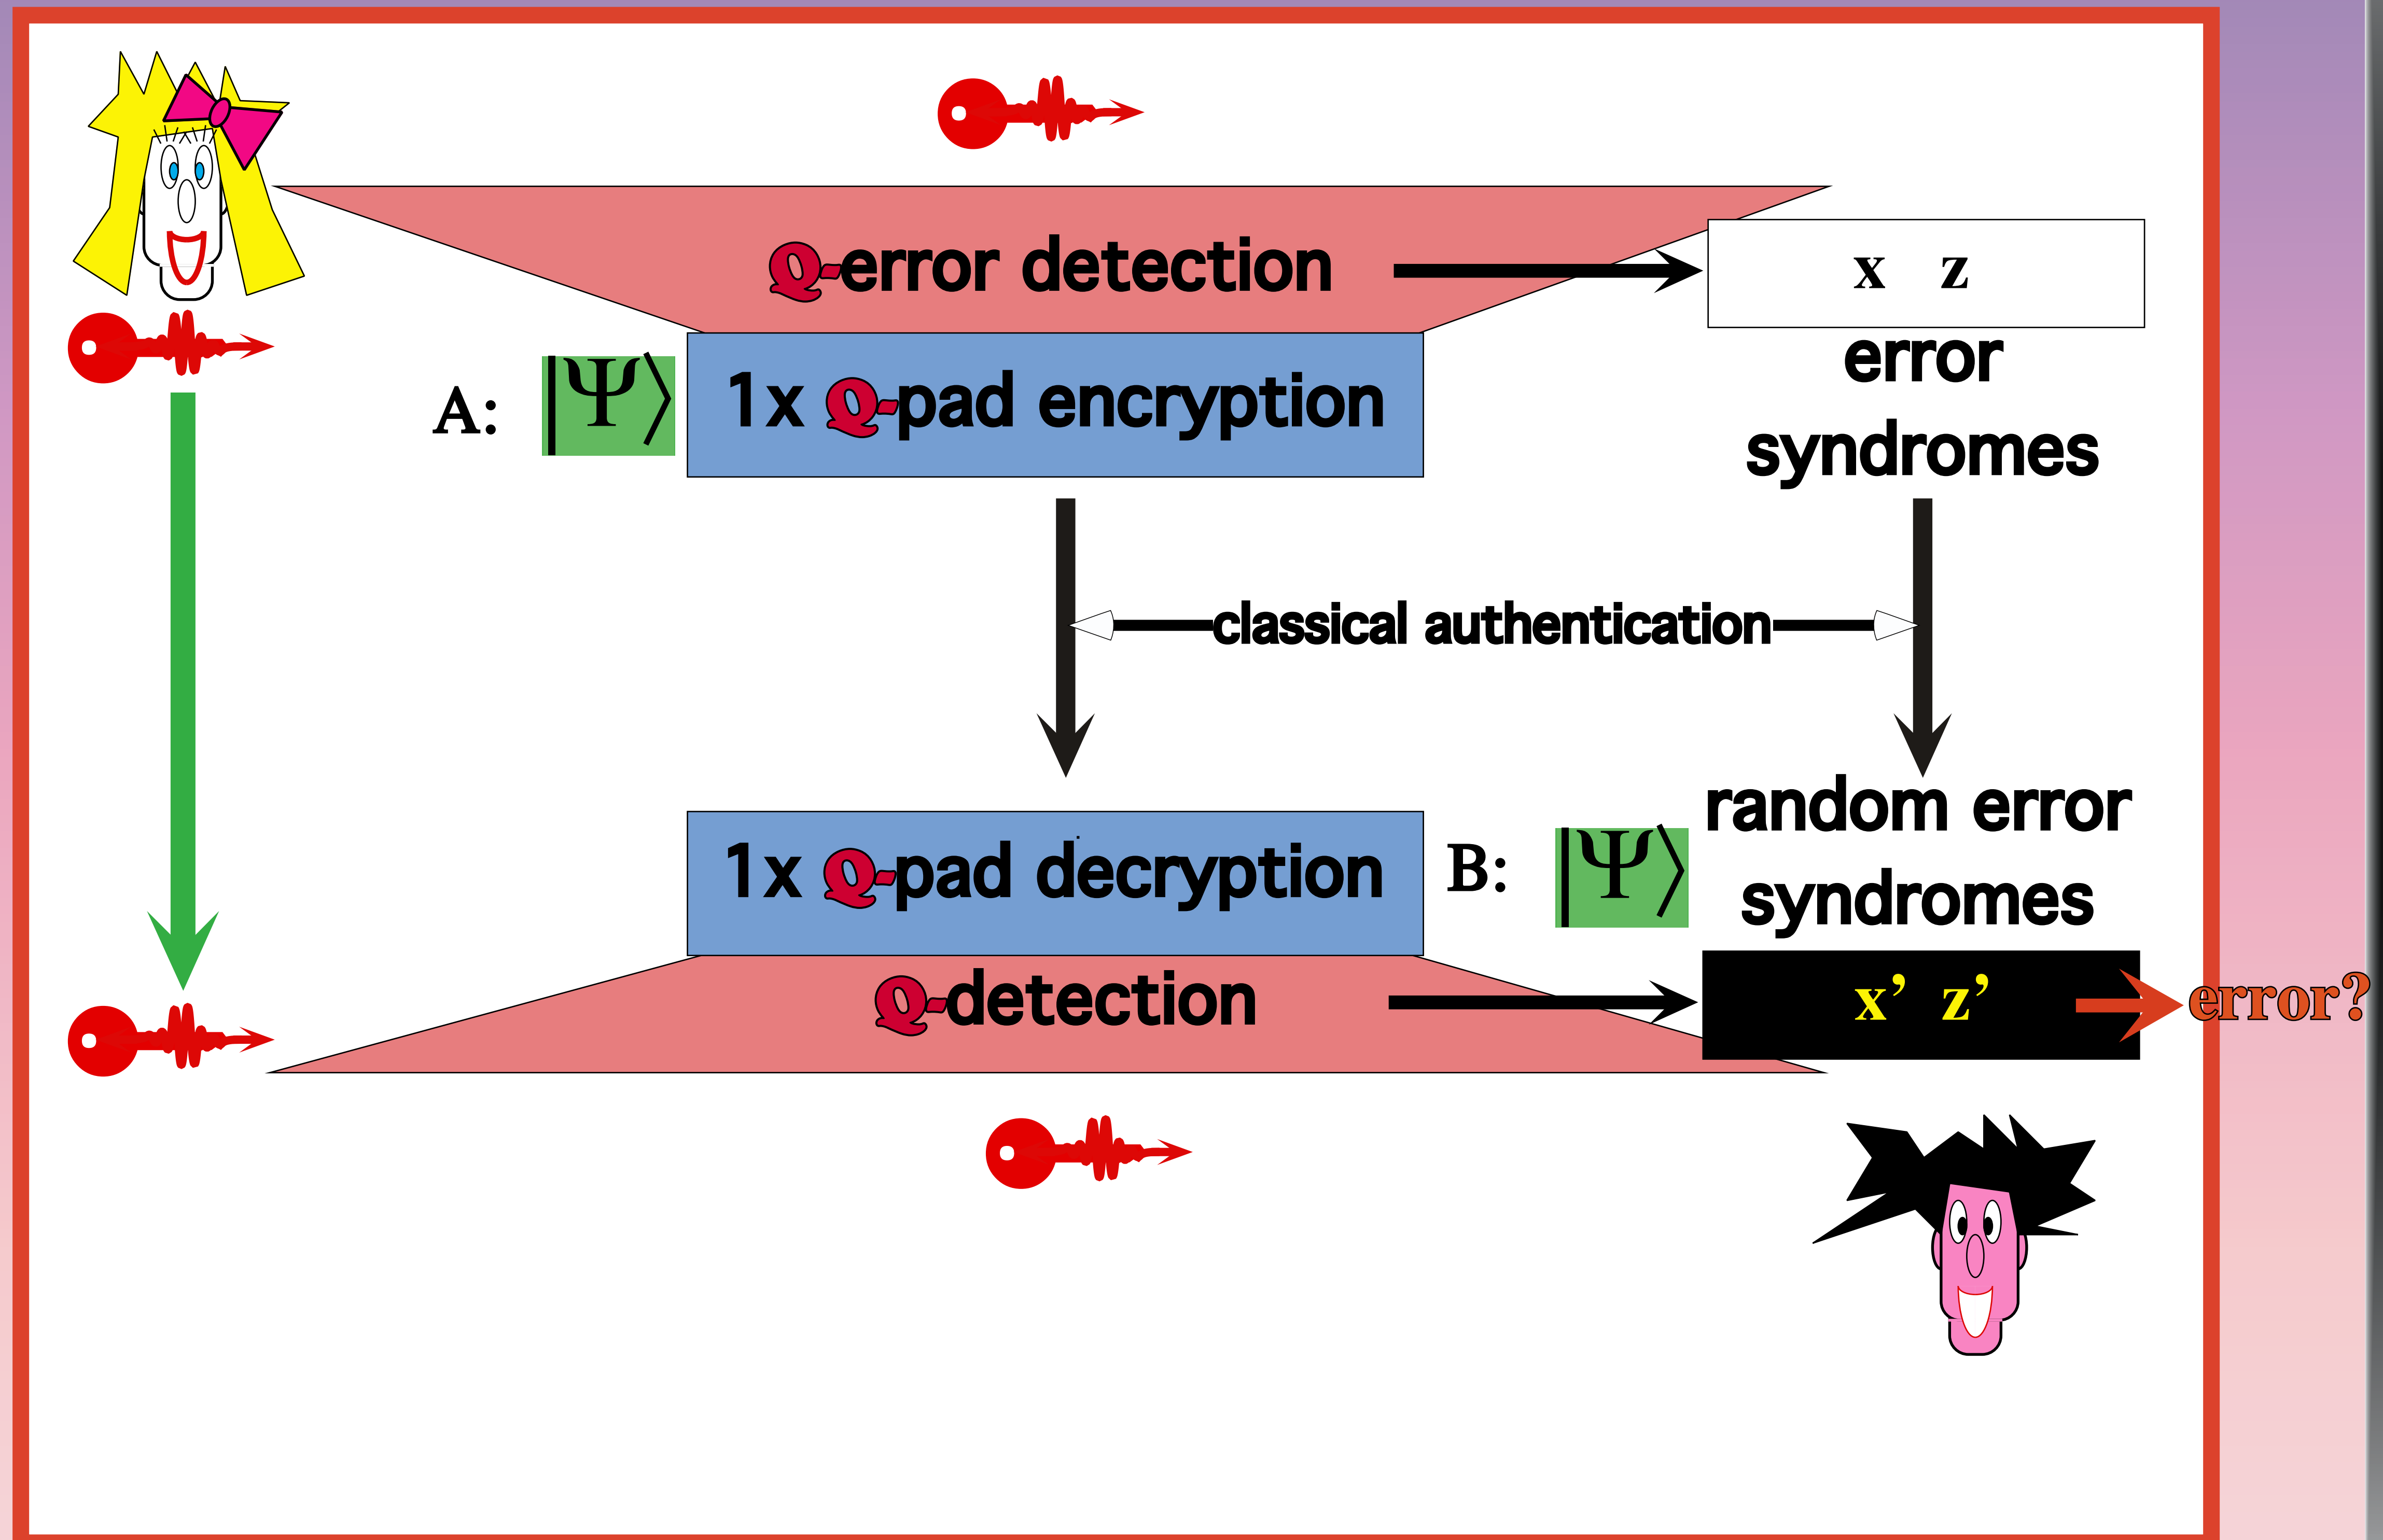 Q-error detection
x z
error
syndromes
A: |Ψ⟩
1x Q-pad encryption
classical authentication
random error
syndromes
1x Q-pad decryption
B: |Ψ⟩
Q-detection
x’ z’
error?